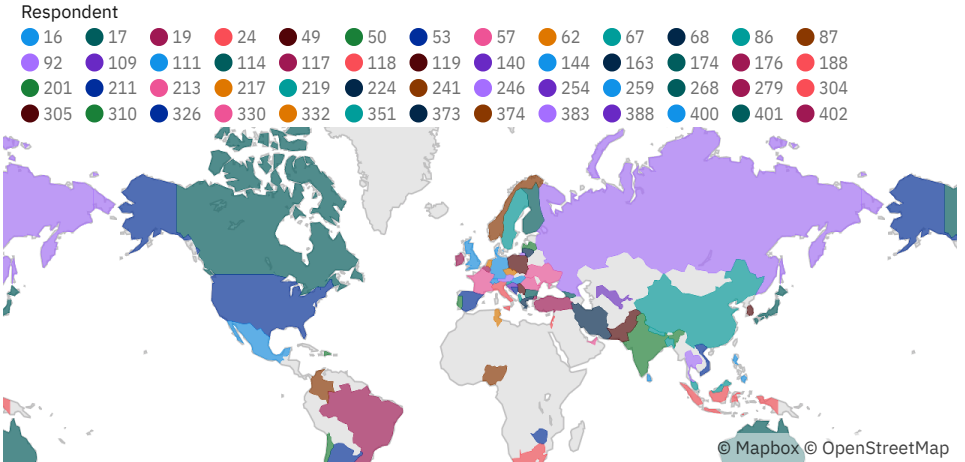 Respondent
16 17 19 24 49 50 53 57 62 67 68 86 87
92 109 111 114 117 118 119 140 144 163 174 176 188
201 211 213 217 219 224 241 246 254 259 268 279 304
305 310 326 330 332 351 373 374 383 388 400 401 402
© Mapbox © OpenStreetMap